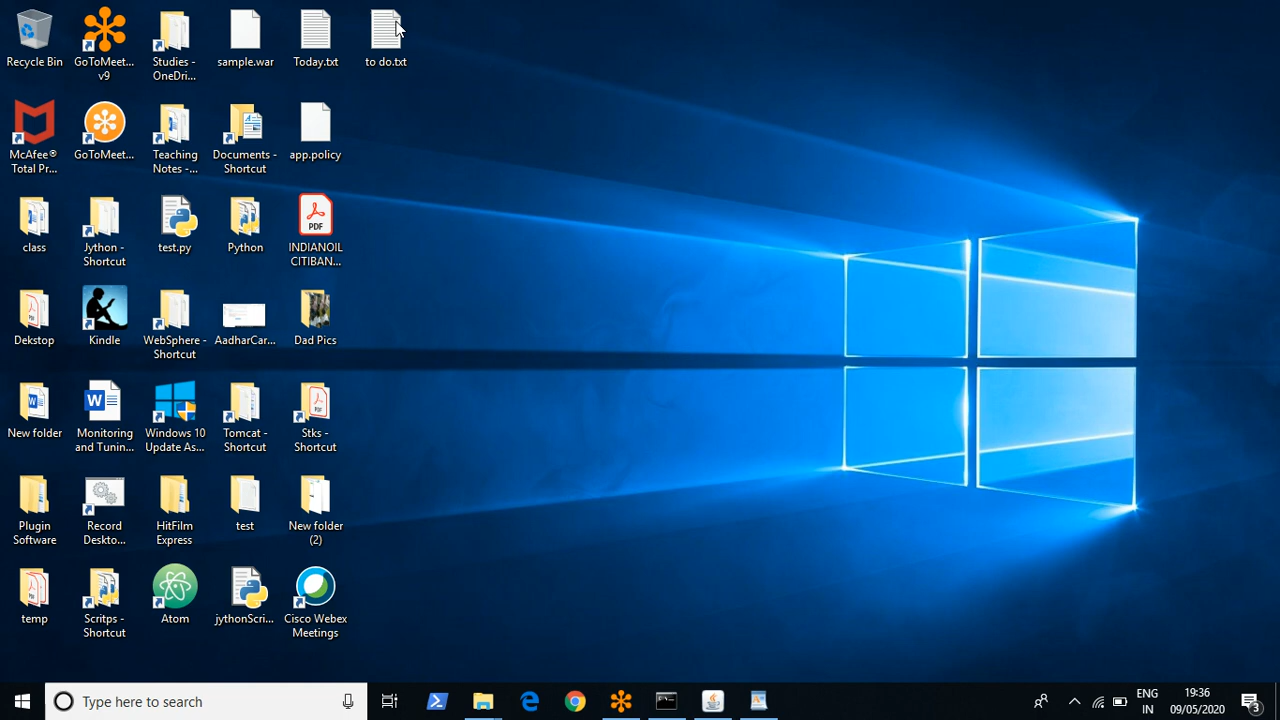 Recycle Bin
GoToMeet...
v9
Studies -
OneDri...
sample.war
Today.txt
to do.txt
McAfee®
Total Pr...
GoToMeet...
Teaching
Notes -...
Documents -
Shortcut
app.policy
class
Jython -
Shortcut
test.py
Python
PDF
INDIANOIL
CITIBAN...
Dekstop
Kindle
WebSphere -
Shortcut
AadharCar...
Dad Pics
New folder
Monitoring
and Tunin...
Windows 10
Update As...
Tomcat -
Shortcut
Stks -
Shortcut
Plugin
Software
Record
Deskto...
HitFilm
Express
test
New folder
(2)
temp
Scritps -
Shortcut
Atom
jythonScri...
Cisco Webex
Meetings
Type here to search
ENG
IN
19:36
09/05/2020
3